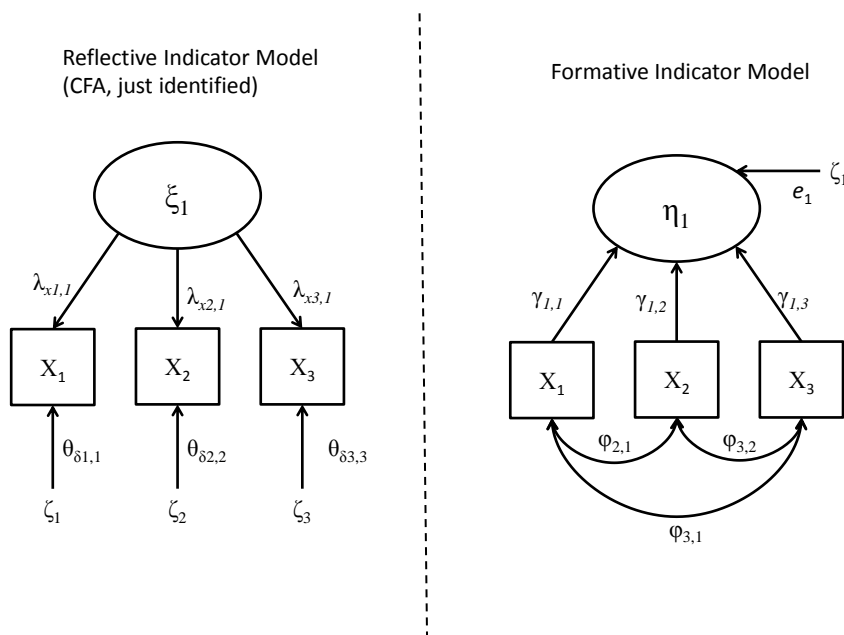 Reflective Indicator Model
(CFA, just identified)
ξ₁
λx1,1
λx2,1
λx3,1
X₁
X₂
X₃
θδ1,1
θδ2,2
θδ3,3
ζ₁
ζ₂
ζ₃
Formative Indicator Model
ζ₁
e₁
η₁
γ1,1
γ1,2
γ1,3
X₁
X₂
X₃
φ2,1
φ3,2
φ3,1